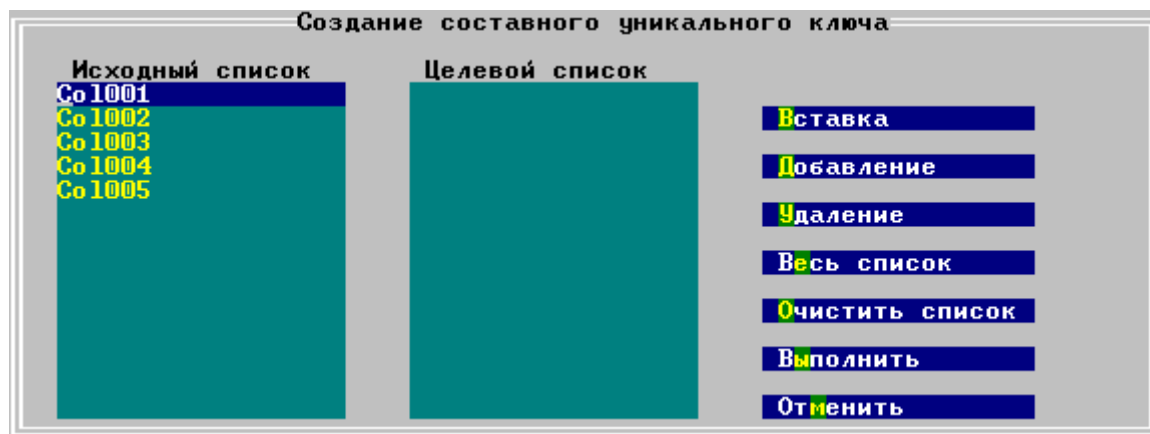 Создание составного уникального ключа
Исходный список
Целевой список
Col001
Col002
Col003
Col004
Col005
Вставка
Добавление
Удаление
Весь список
Очистить список
Выполнить
Отменить